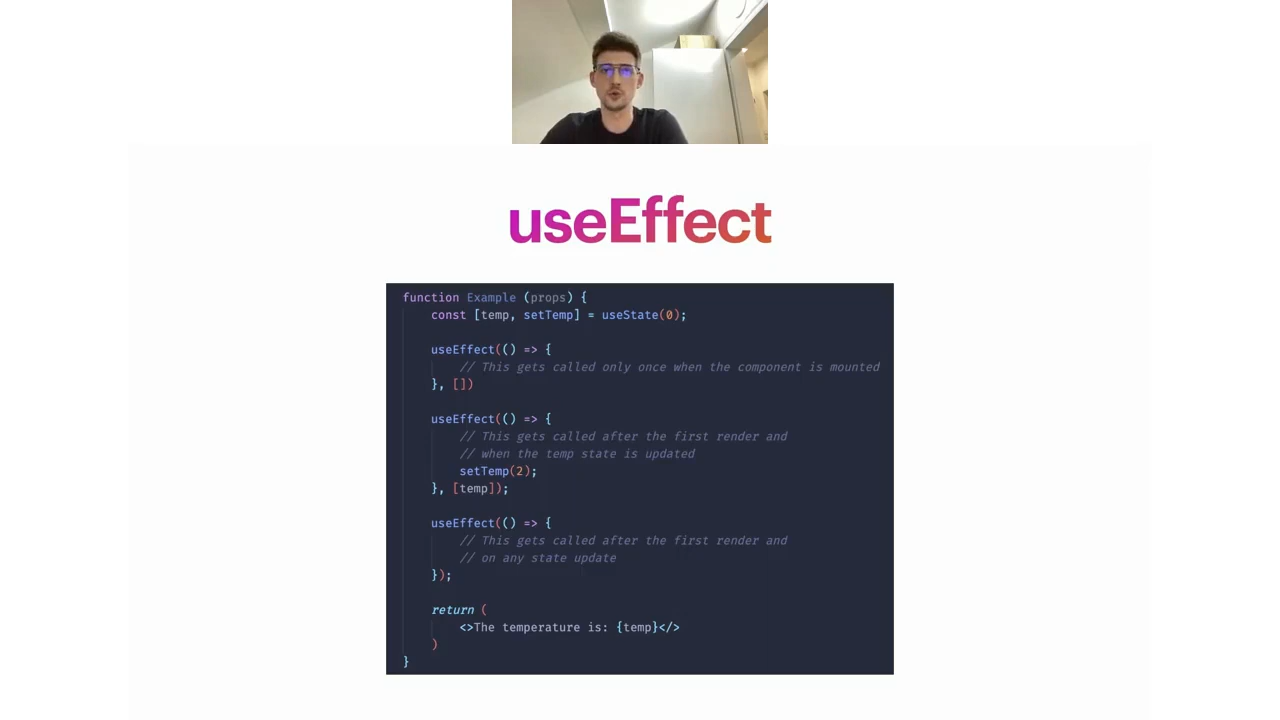 useEffect
function Example (props) {
const [temp, setTemp] = useState(0);
useEffect(() => {
// This gets called only once when the component is mounted
}, [])
useEffect(() => {
// This gets called after the first render and
// when the temp state is updated
setTemp(2);
}, [temp]);
useEffect(() => {
// This gets called after the first render and
// on any state update
});
return (
<>The temperature is: {temp}</>
)
}